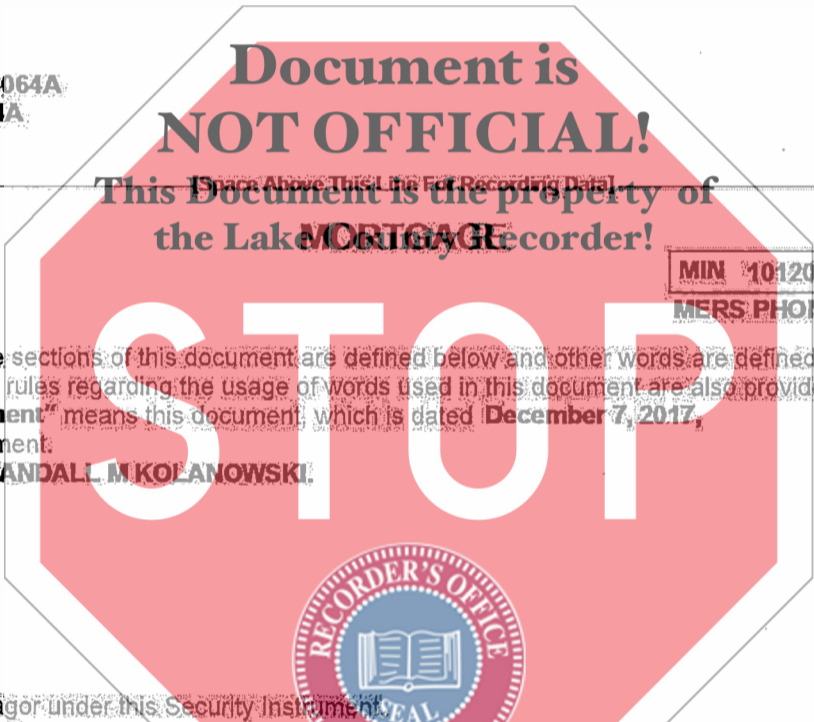 Document is
064A
NOT OFFICIAL!
[Space Above This Line For Recording Data]
This Document is the property of
the Lake County Recorder!
MORTGAGE
MIN 10120
MERS PHO
STOP
sections of this document are defined below and other words are defined
rules regarding the usage of words used in this document are also provid
ent" means this document, which is dated December 7, 2017,
ment.
ANDALL M KOLANOWSKI.
RECORDER'S OFFICE
SEAL
gor under this Security Instrument.